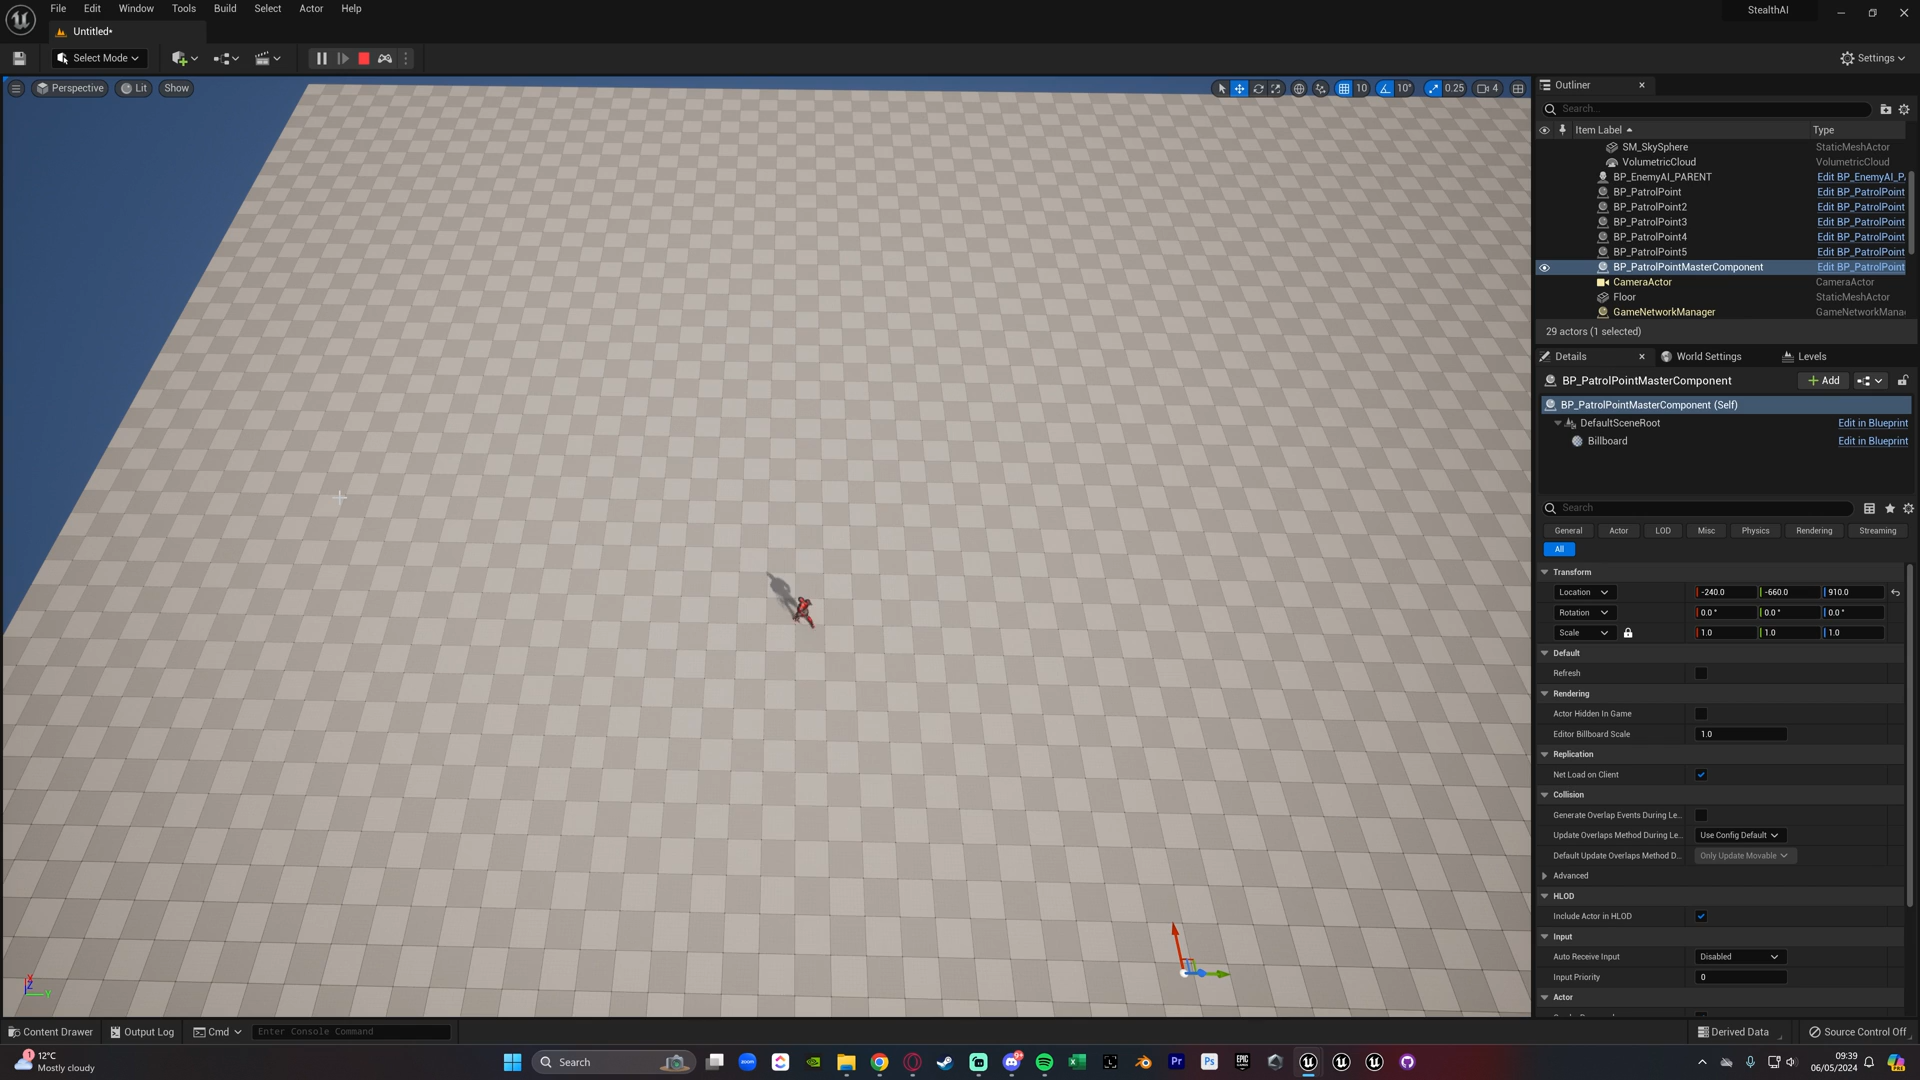 File Edit Window Tools Build Select Actor Help
StealthAI
Untitled*
Select Mode
Settings
Perspective Lit Show
10 10° 0.25 4
Outliner
Search...
Item Label Type
SM_SkySphere StaticMeshActor
VolumetricCloud VolumetricCloud
BP_EnemyAI_PARENT Edit BP_EnemyAI_P
BP_PatrolPoint Edit BP_PatrolPoint
BP_PatrolPoint2 Edit BP_PatrolPoint
BP_PatrolPoint3 Edit BP_PatrolPoint
BP_PatrolPoint4 Edit BP_PatrolPoint
BP_PatrolPoint5 Edit BP_PatrolPoint
BP_PatrolPointMasterComponent Edit BP_PatrolPoint
CameraActor CameraActor
Floor StaticMeshActor
GameNetworkManager GameNetworkMana
29 actors (1 selected)
Details World Settings Levels
BP_PatrolPointMasterComponent Add
BP_PatrolPointMasterComponent (Self)
DefaultSceneRoot Edit in Blueprint
Billboard Edit in Blueprint
Search
General Actor LOD Misc Physics Rendering Streaming
All
Transform
Location -240.0 -660.0 910.0
Rotation 0.0° 0.0° 0.0°
Scale 1.0 1.0 1.0
Default
Refresh
Rendering
Actor Hidden In Game
Editor Billboard Scale 1.0
Replication
Net Load on Client
Collision
Generate Overlap Events During Le...
Update Overlaps Method During Le... Use Config Default
Default Update Overlaps Method D... Only Update Movable
Advanced
HLOD
Include Actor in HLOD
Input
Auto Receive Input Disabled
Input Priority 0
Actor
X Z Y
Content Drawer Output Log Cmd Enter Console Command
Derived Data Source Control Off
1 12°C
Mostly cloudy
Search
zoom
Pr Ps EPIC GAMES
09:39
06/05/2024